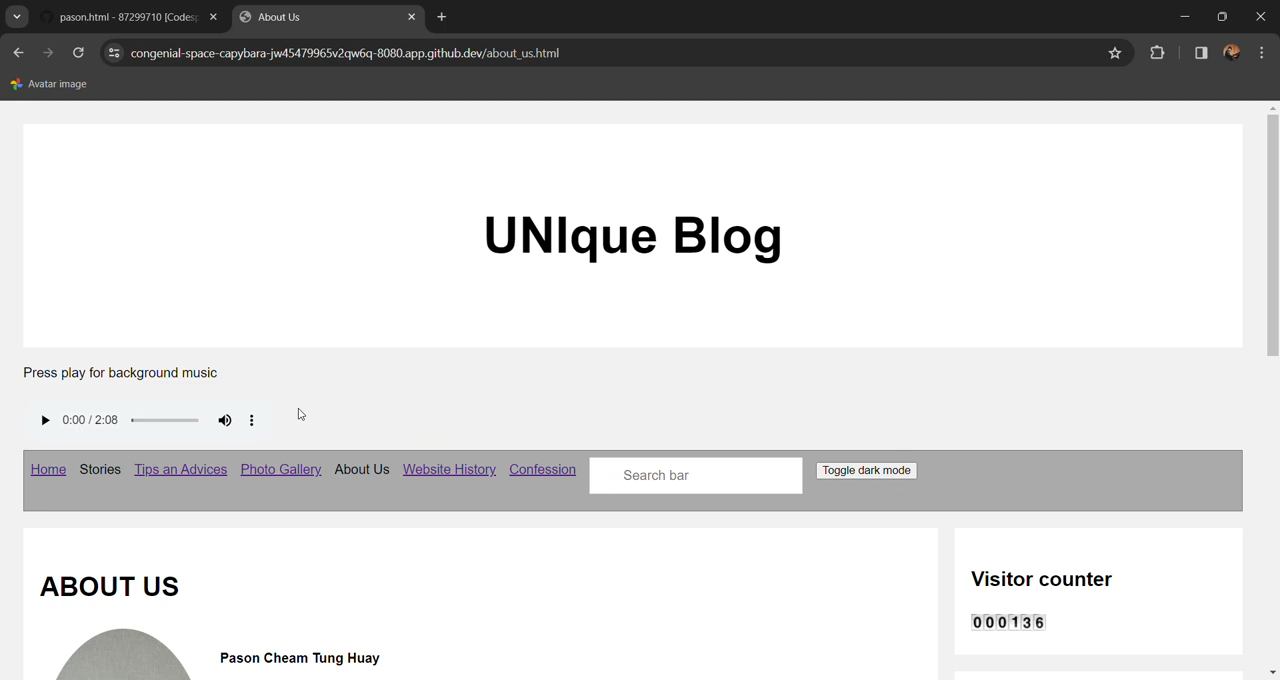 pason.html - 87299710 [Codesp
About Us
congenial-space-capybara-jw45479965v2qw6q-8080.app.github.dev/about_us.html
Avatar image
UNIque Blog
Press play for background music
0:00 / 2:08
Home Stories Tips an Advices Photo Gallery About Us Website History Confession Search bar Toggle dark mode
ABOUT US
Visitor counter
000136
Pason Cheam Tung Huay